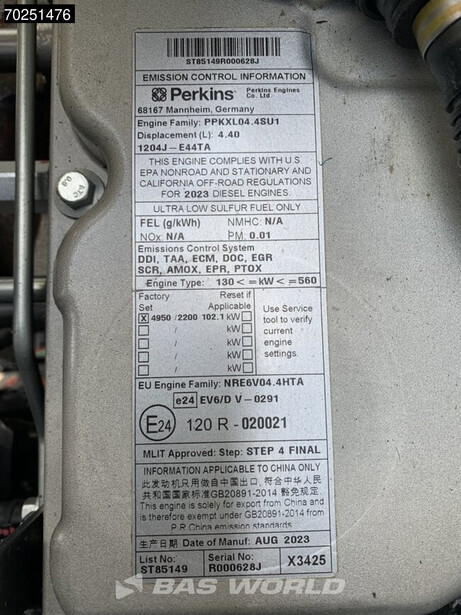 70251476
ST85149R000628J
EMISSION CONTROL INFORMATION
Perkins Perkins Engines Co. Ltd.
68167 Mannheim, Germany
Engine Family: PPKXL04.4SU1
Displacement (L): 4.40
1204J-E44TA
THIS ENGINE COMPLIES WITH U.S
EPA NONROAD AND STATIONARY AND
CALIFORNIA OFF-ROAD REGULATIONS
FOR 2023 DIESEL ENGINES.
ULTRA LOW SULFUR FUEL ONLY
FEL (g/kWh) NMHC: N/A
NOx: N/A PM: 0.01
Emissions Control System
DDI, TAA, ECM, DOC, EGR
SCR, AMOX, EPR, PTOX
Engine Type: 130<=kW<=560
Factory Set Reset if Applicable
X 4950 /2200 102.1 kW
/ kW
/ kW
/ kW
/ kW
Use Service
tool to verify
current
engine
settings.
EU Engine Family: NRE6V04.4HTA
e24 EV6/D V-0291
E24 120 R-020021
MLIT Approved: Step: STEP 4 FINAL
INFORMATION APPLICABLE TO CHINA ONLY
此发动机只用做自中国出口, 符合中华人民
共和国国家标准GB20891-2014 豁免规定.
This engine is solely for export from China and
is therefore exempt under GB20891-2014 from
P.R.China emission standards
生产日期 Date of Manuf: AUG 2023
List No: Serial No:
ST85149 R000628J X3425
BAS WORLD